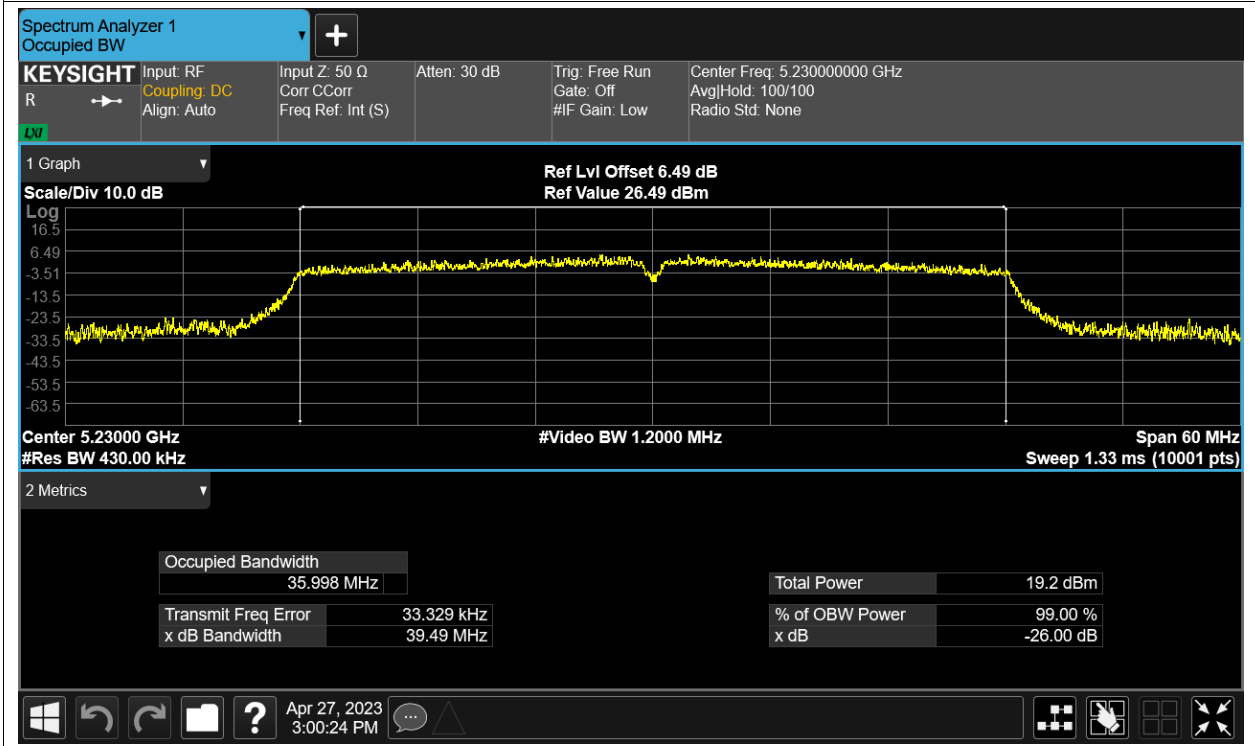 Spectrum Analyzer 1
Occupied BW
KEYSIGHT
R
LXI
Input: RF
Coupling: DC
Align: Auto
Input Z: 50 Ω
Corr CCorr
Freq Ref: Int (S)
Atten: 30 dB
Trig: Free Run
Gate: Off
#IF Gain: Low
Center Freq: 5.230000000 GHz
Avg|Hold: 100/100
Radio Std: None
1 Graph
Scale/Div 10.0 dB
Ref Lvl Offset 6.49 dB
Ref Value 26.49 dBm
Log
16.5
6.49
-3.51
-13.5
-23.5
-33.5
-43.5
-53.5
-63.5
Center 5.23000 GHz
#Video BW 1.2000 MHz
Span 60 MHz
#Res BW 430.00 kHz
Sweep 1.33 ms (10001 pts)
2 Metrics
Occupied Bandwidth
35.998 MHz
Total Power 19.2 dBm
Transmit Freq Error 33.329 kHz
% of OBW Power 99.00 %
x dB Bandwidth 39.49 MHz
x dB -26.00 dB
?
Apr 27, 2023
3:00:24 PM